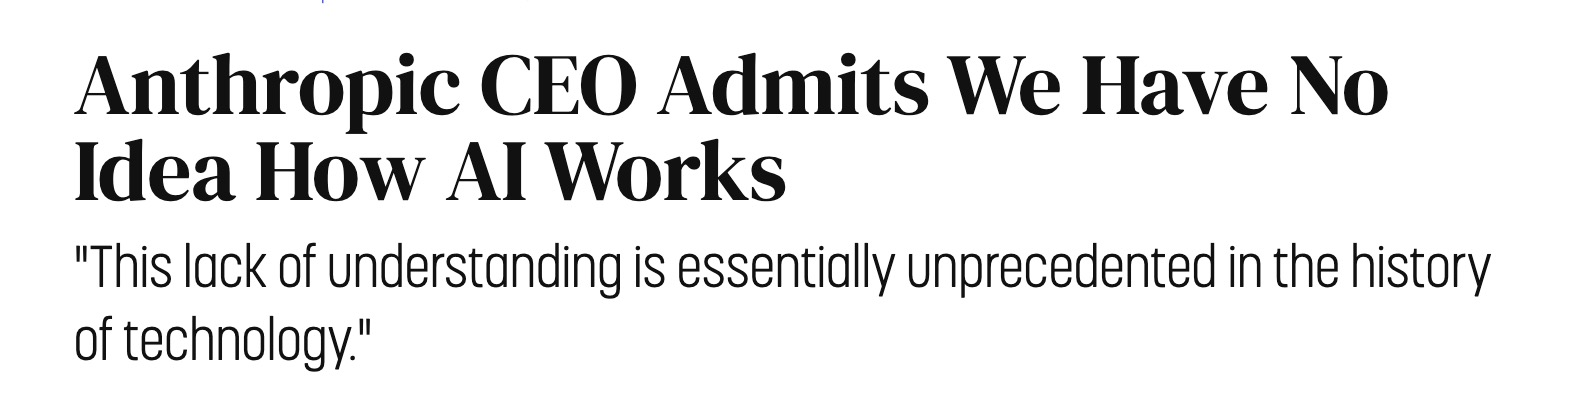 Anthropic CEO Admits We Have No
Idea How AI Works
"This lack of understanding is essentially unprecedented in the history
of technology."